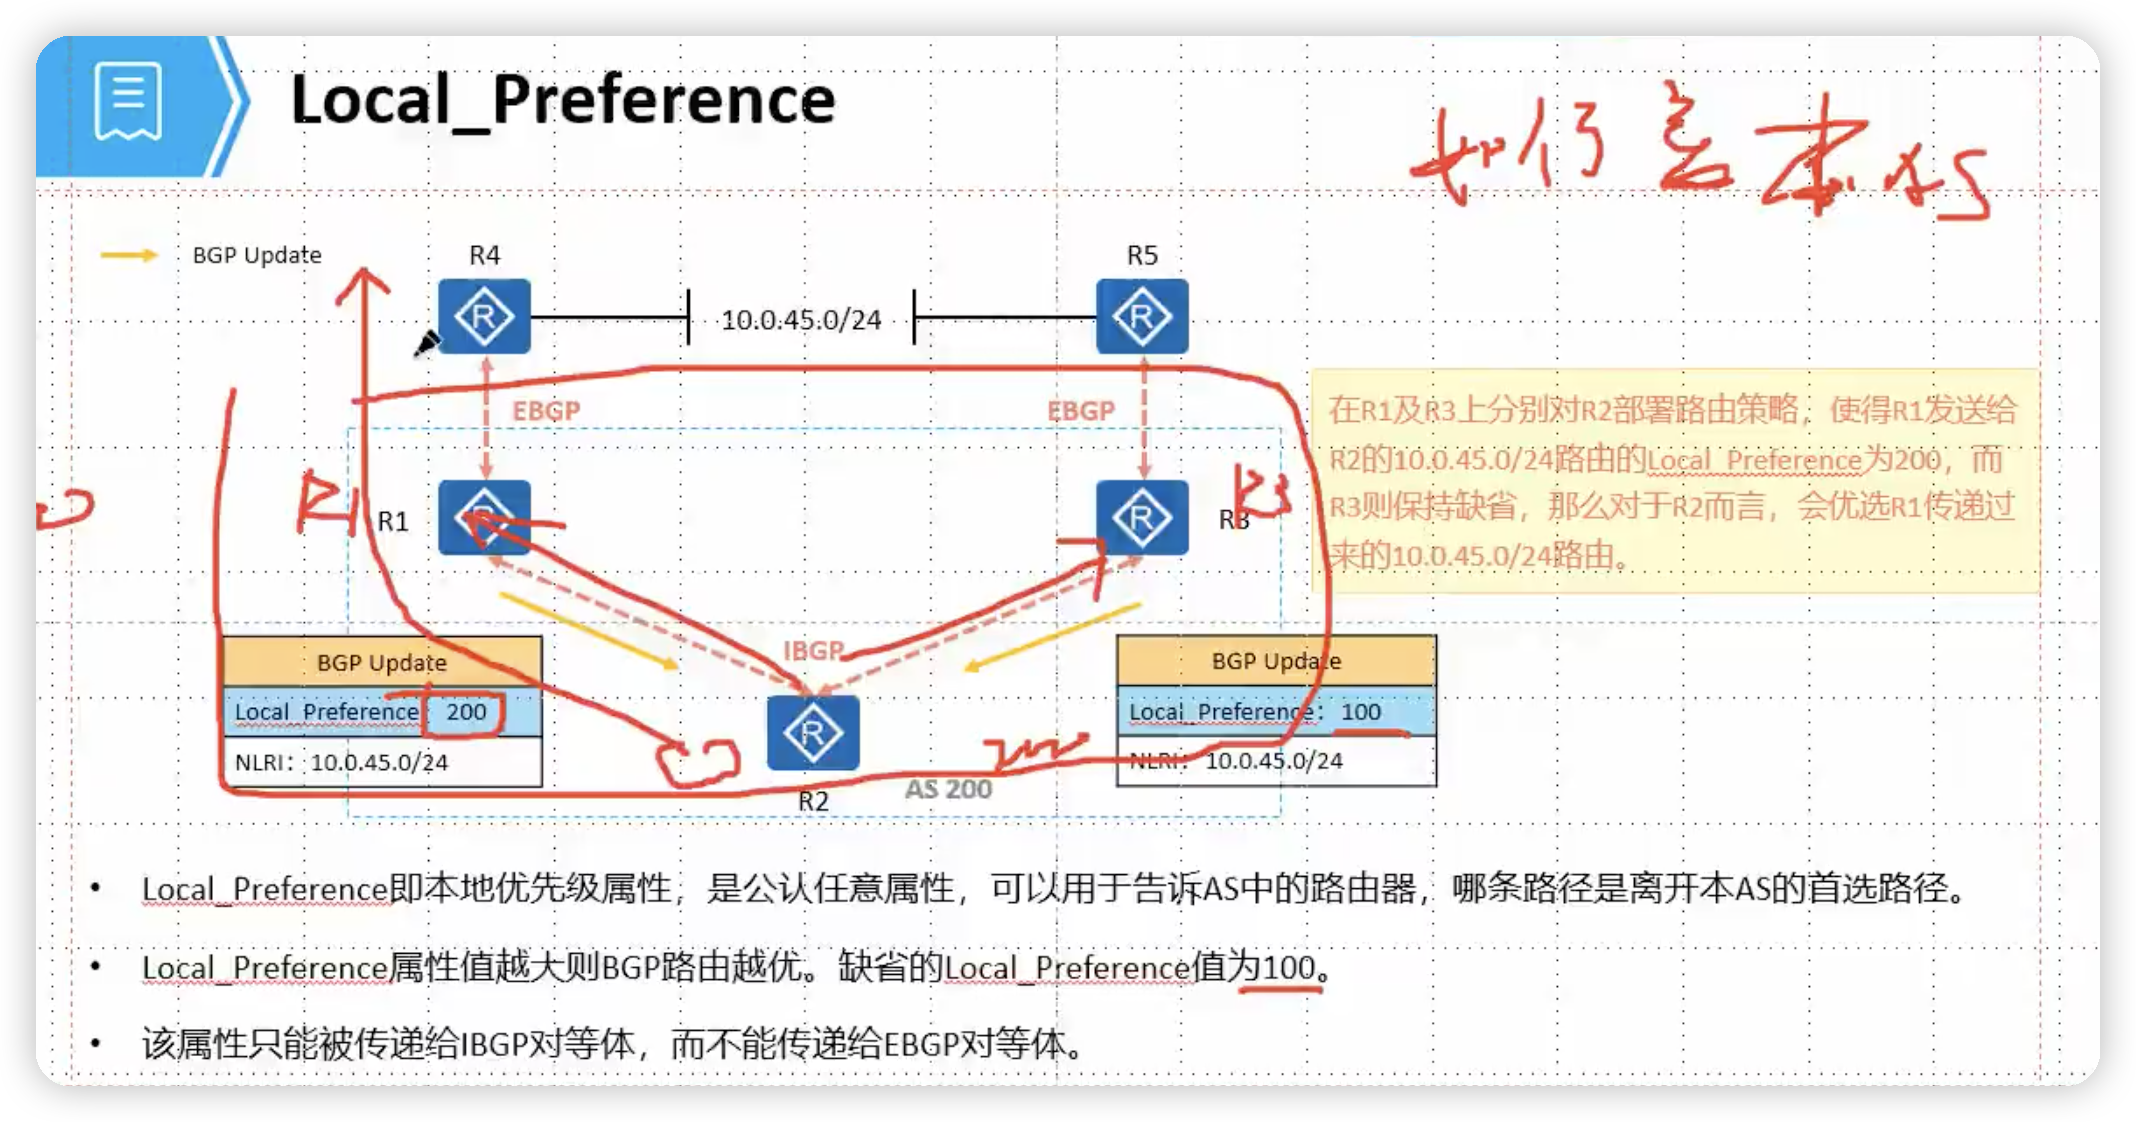 Local_Preference
如何离本AS
BGP Update
R4
R5
10.0.45.0/24
EBGP
EBGP
在R1及R3上分别对R2部署路由策略，使得R1发送给
R2的10.0.45.0/24路由的Local_Preference为200，而
R3则保持缺省，那么对于R2而言，会优选R1传递过
来的10.0.45.0/24路由。
R1
R1
R3
R3
IBGP
BGP Update
Local_Preference 200
NLRI：10.0.45.0/24
BGP Update
Local_Preference：100
NLRI：10.0.45.0/24
R2
AS 200
• Local_Preference即本地优先级属性，是公认任意属性，可以用于告诉AS中的路由器，哪条路径是离开本AS的首选路径。
• Local_Preference属性值越大则BGP路由越优。缺省的Local_Preference值为100。
• 该属性只能被传递给IBGP对等体，而不能传递给EBGP对等体。